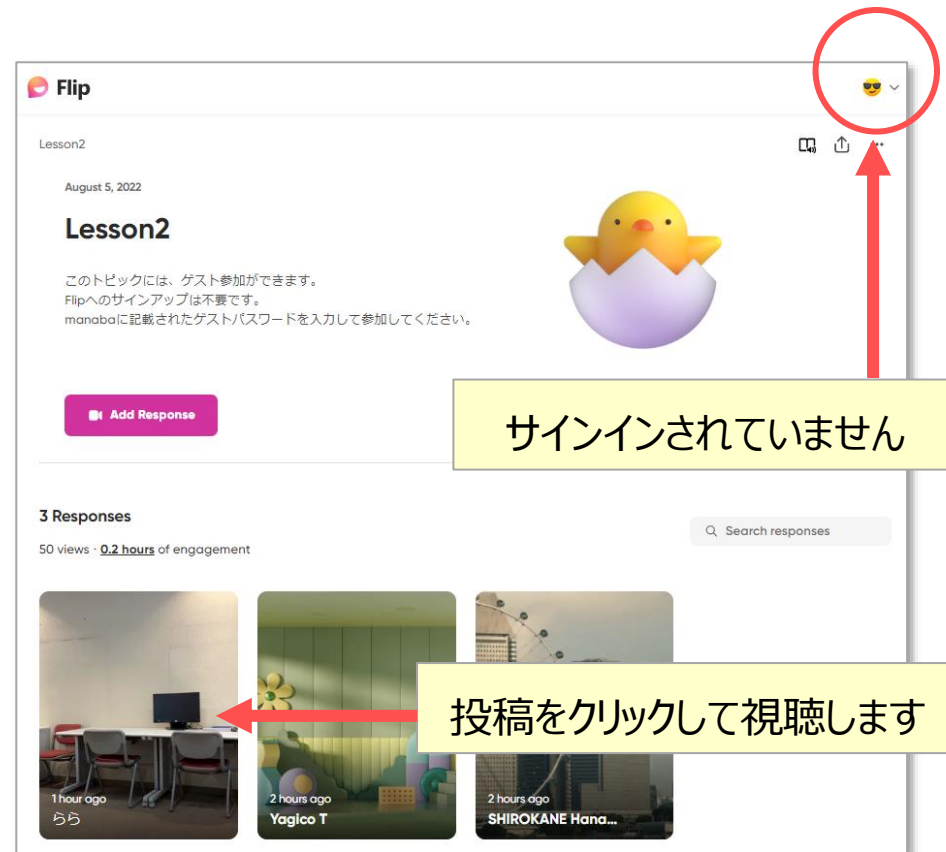 Flip
Lesson2
August 5, 2022
Lesson2
このトピックには、ゲスト参加ができます。
Flipへのサインアップは不要です。
manabaに記載されたゲストパスワードを入力して参加してください。
Add Response
サインインされていません
3 Responses
Search responses
50 views · 0.2 hours of engagement
投稿をクリックして視聴します
1 hour ago
らら
2 hours ago
Yagico T
2 hours ago
SHIROKANE Hana...